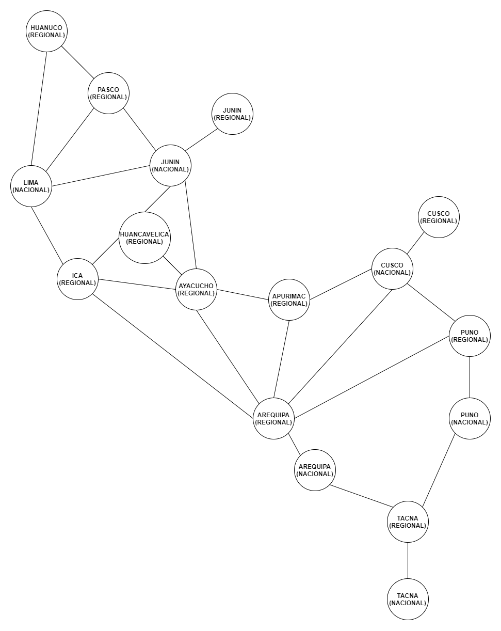 HUANUCO
(REGIONAL)
PASCO
(REGIONAL)
JUNIN
(REGIONAL)
JUNIN
(NACIONAL)
LIMA
(NACIONAL)
CUSCO
(REGIONAL)
HUANCAVELICA
(REGIONAL)
CUSCO
(NACIONAL)
ICA
(REGIONAL)
AYACUCHO
(REGIONAL)
APURIMAC
(REGIONAL)
PUNO
(REGIONAL)
AREQUIPA
(REGIONAL)
PUNO
(NACIONAL)
AREQUIPA
(NACIONAL)
TACNA
(REGIONAL)
TACNA
(NACIONAL)